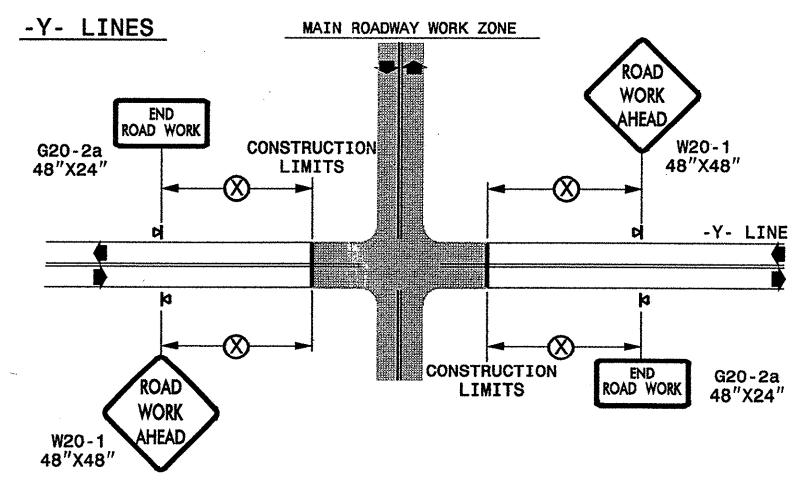 -Y- LINES
MAIN ROADWAY WORK ZONE
END
ROAD WORK
G20-2a
48"X24"
CONSTRUCTION
LIMITS
ROAD
WORK
AHEAD
W20-1
48"X48"
X
X
-Y- LINE
X
X
ROAD
WORK
AHEAD
W20-1
48"X48"
CONSTRUCTION
LIMITS
END
ROAD WORK
G20-2a
48"X24"